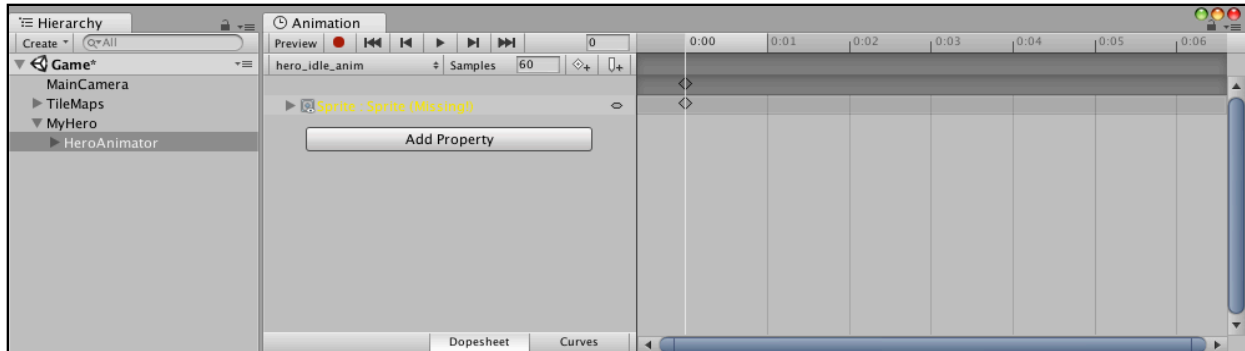 Hierarchy
Create
All
Game*
MainCamera
TileMaps
MyHero
HeroAnimator
Animation
Preview
0
hero_idle_anim
Samples
60
Sprite : Sprite (Missing!)
Add Property
Dopesheet
Curves
0:00
0:01
0:02
0:03
0:04
0:05
0:06